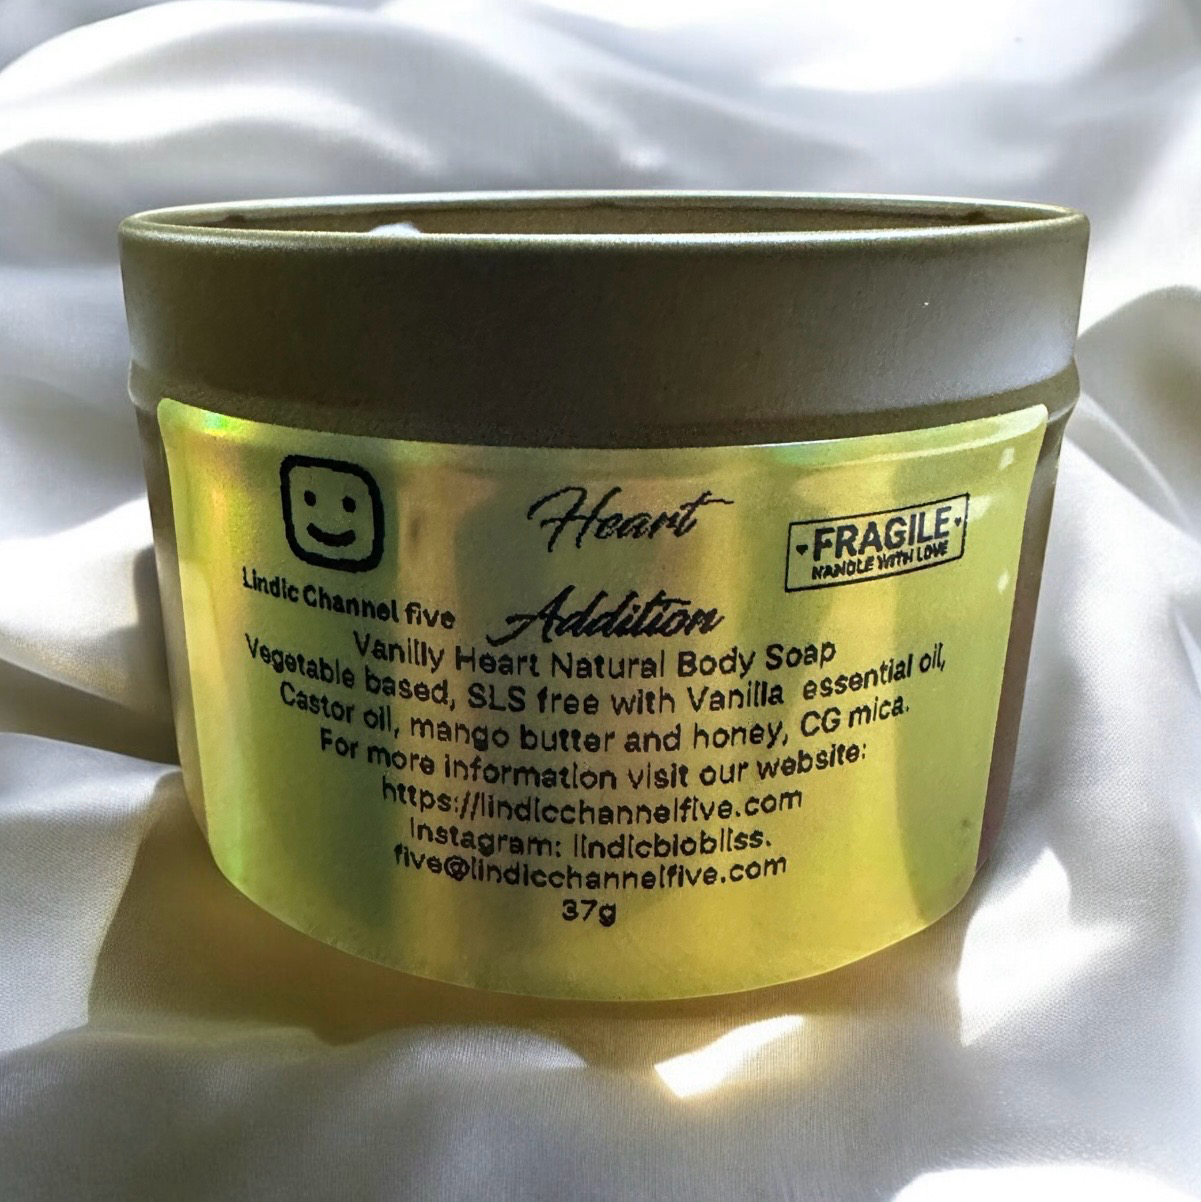 Heart
FRAGILE
HANDLE WITH LOVE
Lindic Channel five
Addition
Vanilly Heart Natural Body Soap
Vegetable based, SLS free with Vanilla essential oil,
Castor oil, mango butter and honey, CG mica.
For more information visit our website:
https://lindicchannelfive.com
Instagram: lindicbiobliss.
five@lindicchannelfive.com
37g